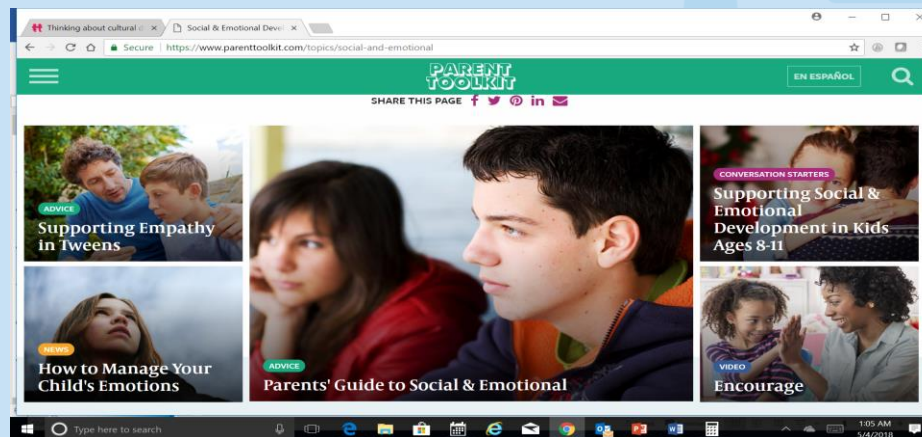 Thinking about cultural d
Social & Emotional Devel
Secure | https://www.parenttoolkit.com/topics/social-and-emotional
PARENT
TOOLKIT
EN ESPAÑOL
SHARE THIS PAGE
ADVICE
Supporting Empathy
in Tweens
NEWS
How to Manage Your
Child's Emotions
ADVICE
Parents' Guide to Social & Emotional
CONVERSATION STARTERS
Supporting Social &
Emotional
Development in Kids
Ages 8-11
VIDEO
Encourage
Type here to search
1:05 AM
5/4/2018